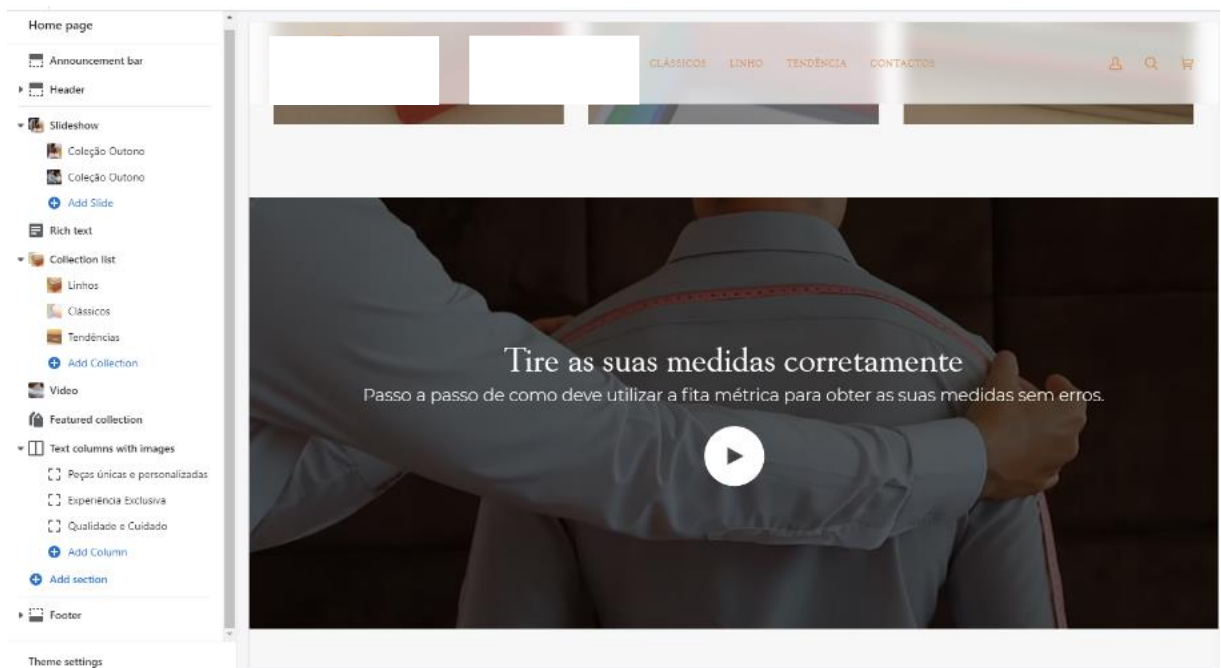 Home page
Announcement bar
Header
Slideshow
Coleção Outono
Coleção Outono
Add Slide
Rich text
Collection list
Linhos
Clássicos
Tendências
Add Collection
Video
Featured collection
Text columns with images
Peças únicas e personalizadas
Experiência Exclusiva
Qualidade e Cuidado
Add Column
Add section
Footer
Theme settings
CLÁSSICOS LINHO TENDÊNCIA CONTACTOS
Tire as suas medidas corretamente
Passo a passo de como deve utilizar a fita métrica para obter as suas medidas sem erros.